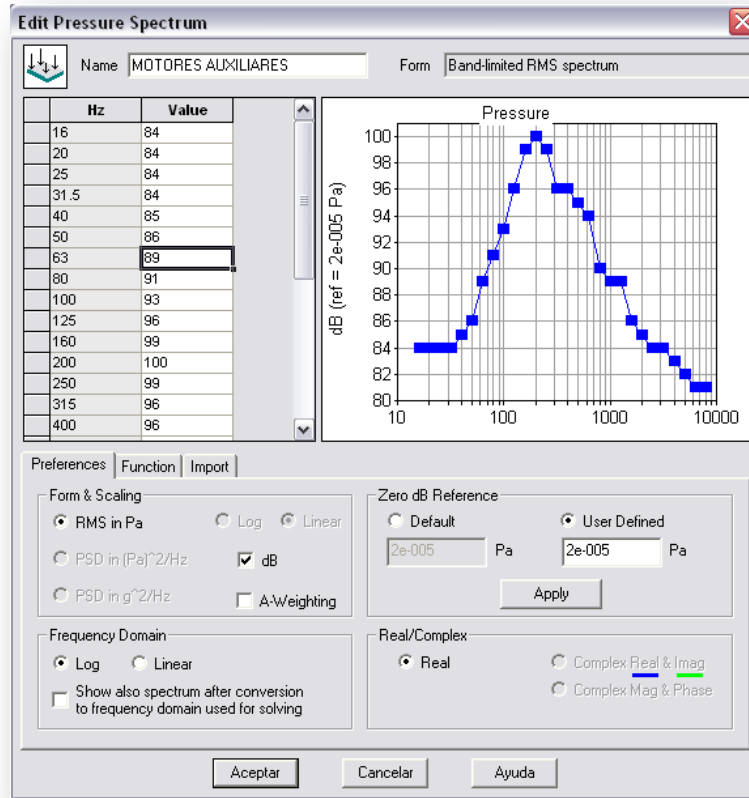 Edit Pressure Spectrum
Name MOTORES AUXILIARES Form Band-limited RMS spectrum
Hz Value
16 84
20 84
25 84
31.5 84
40 85
50 86
63 89
80 91
100 93
125 96
160 99
200 100
250 99
315 96
400 96
Pressure
dB (ref = 2e-005 Pa)
100
98
96
94
92
90
88
86
84
82
80
10 100 1000 10000
Preferences Function Import
Form & Scaling
RMS in Pa Log Linear
PSD in (Pa)^2/Hz dB
PSD in g^2/Hz A-Weighting
Zero dB Reference
Default User Defined
2e-005 Pa 2e-005 Pa
Apply
Frequency Domain
Log Linear
Show also spectrum after conversion
to frequency domain used for solving
Real/Complex
Real Complex Real & Imag
Complex Mag & Phase
Aceptar Cancelar Ayuda